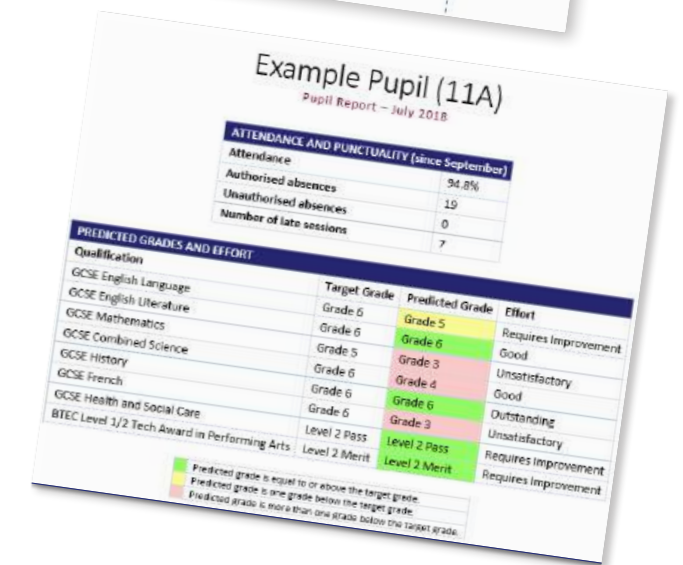 Example Pupil (11A)
Pupil Report – July 2018
ATTENDANCE AND PUNCTUALITY (since September)
Attendance 94.8%
Authorised absences 19
Unauthorised absences 0
Number of late sessions 7
PREDICTED GRADES AND EFFORT
Qualification Target Grade Predicted Grade Effort
GCSE English Language Grade 6 Grade 5 Requires Improvement
GCSE English Literature Grade 6 Grade 6 Good
GCSE Mathematics Grade 5 Grade 3 Unsatisfactory
GCSE Combined Science Grade 6 Grade 4 Good
GCSE History Grade 6 Grade 6 Outstanding
GCSE French Grade 6 Grade 3 Unsatisfactory
GCSE Health and Social Care Level 2 Pass Level 2 Pass Requires Improvement
BTEC Level 1/2 Tech Award in Performing Arts Level 2 Merit Level 2 Merit Requires Improvement
Predicted grade is equal to or above the target grade.
Predicted grade is one grade below the target grade.
Predicted grade is more than one grade below the target grade.